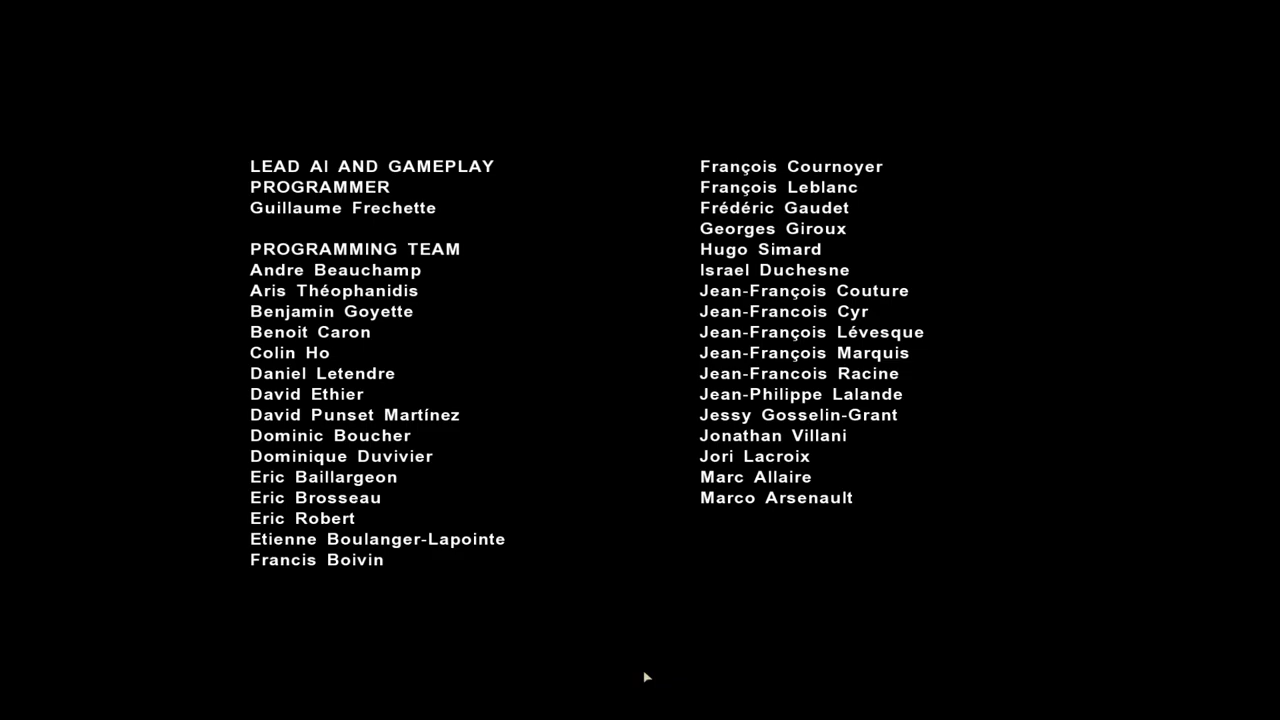 LEAD AI AND GAMEPLAY
PROGRAMMER
Guillaume Frechette
PROGRAMMING TEAM
Andre Beauchamp
Aris Théophanidis
Benjamin Goyette
Benoit Caron
Colin Ho
Daniel Letendre
David Ethier
David Punset Martínez
Dominic Boucher
Dominique Duvivier
Eric Baillargeon
Eric Brosseau
Eric Robert
Etienne Boulanger-Lapointe
Francis Boivin
François Cournoyer
François Leblanc
Frédéric Gaudet
Georges Giroux
Hugo Simard
Israel Duchesne
Jean-François Couture
Jean-Francois Cyr
Jean-François Lévesque
Jean-François Marquis
Jean-Francois Racine
Jean-Philippe Lalande
Jessy Gosselin-Grant
Jonathan Villani
Jori Lacroix
Marc Allaire
Marco Arsenault